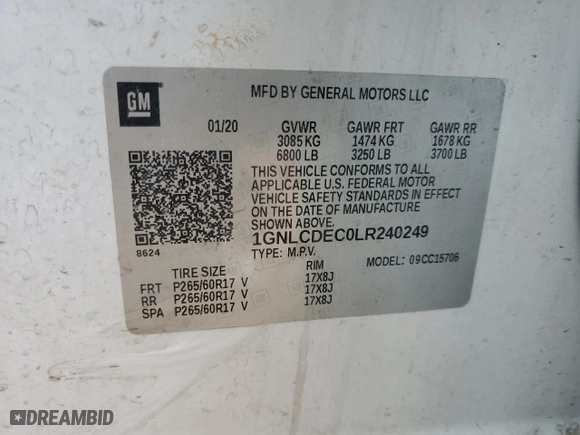 GM
MFD BY GENERAL MOTORS LLC
01/20 GVWR GAWR FRT GAWR RR
3085 KG 1474 KG 1678 KG
6800 LB 3250 LB 3700 LB
THIS VEHICLE CONFORMS TO ALL
APPLICABLE U.S. FEDERAL MOTOR
VEHICLE SAFETY STANDARDS IN EFFECT
ON THE DATE OF MANUFACTURE
SHOWN ABOVE.
8624
1GNLCDEC0LR240249
TYPE: M.P.V. MODEL: 09CC15706
TIRE SIZE RIM
FRT P265/60R17 V 17X8J
RR P265/60R17 V 17X8J
SPA P265/60R17 V 17X8J
DREAMBID